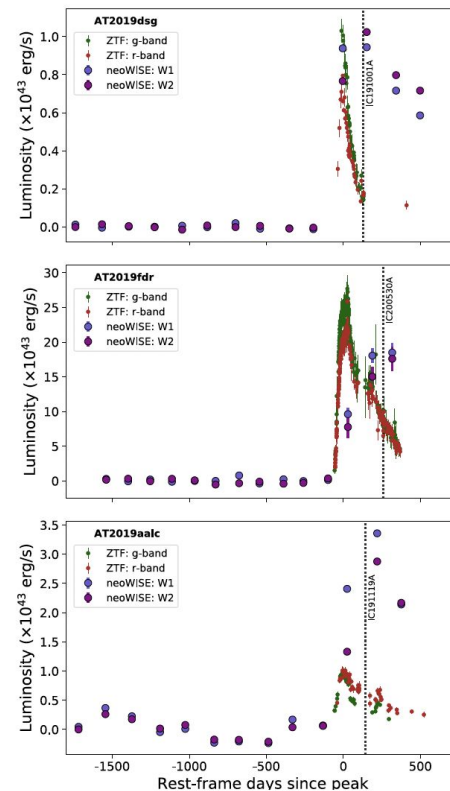 AT2019dsg
ZTF: g-band
ZTF: r-band
neoWISE: W1
neoWISE: W2
IC191001A
Luminosity (×10^43 erg/s)
1.0
0.8
0.6
0.4
0.2
0.0
AT2019fdr
ZTF: g-band
ZTF: r-band
neoWISE: W1
neoWISE: W2
IC200530A
Luminosity (×10^43 erg/s)
30
25
20
15
10
5
0
AT2019aalc
ZTF: g-band
ZTF: r-band
neoWISE: W1
neoWISE: W2
IC191119A
Luminosity (×10^43 erg/s)
3.5
3.0
2.5
2.0
1.5
1.0
0.5
0.0
-1500 -1000 -500 0 500
Rest-frame days since peak